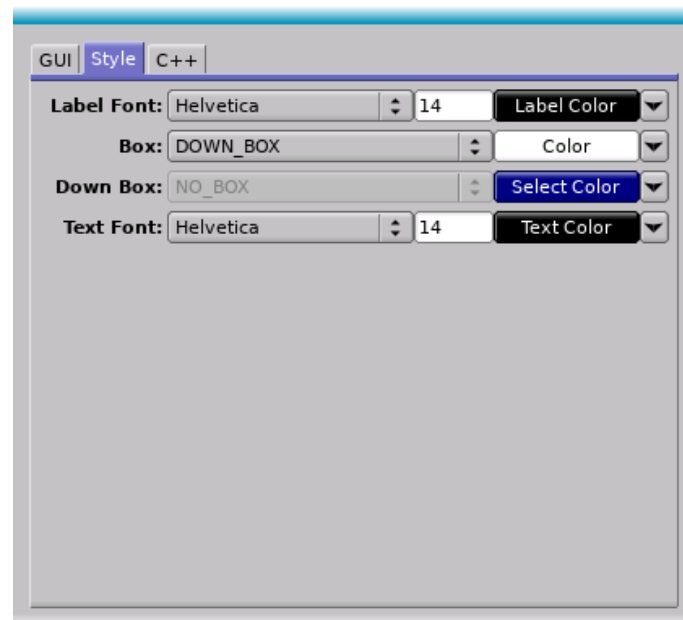 GUI Style C++
Label Font: Helvetica 14 Label Color
Box: DOWN_BOX Color
Down Box: NO_BOX Select Color
Text Font: Helvetica 14 Text Color